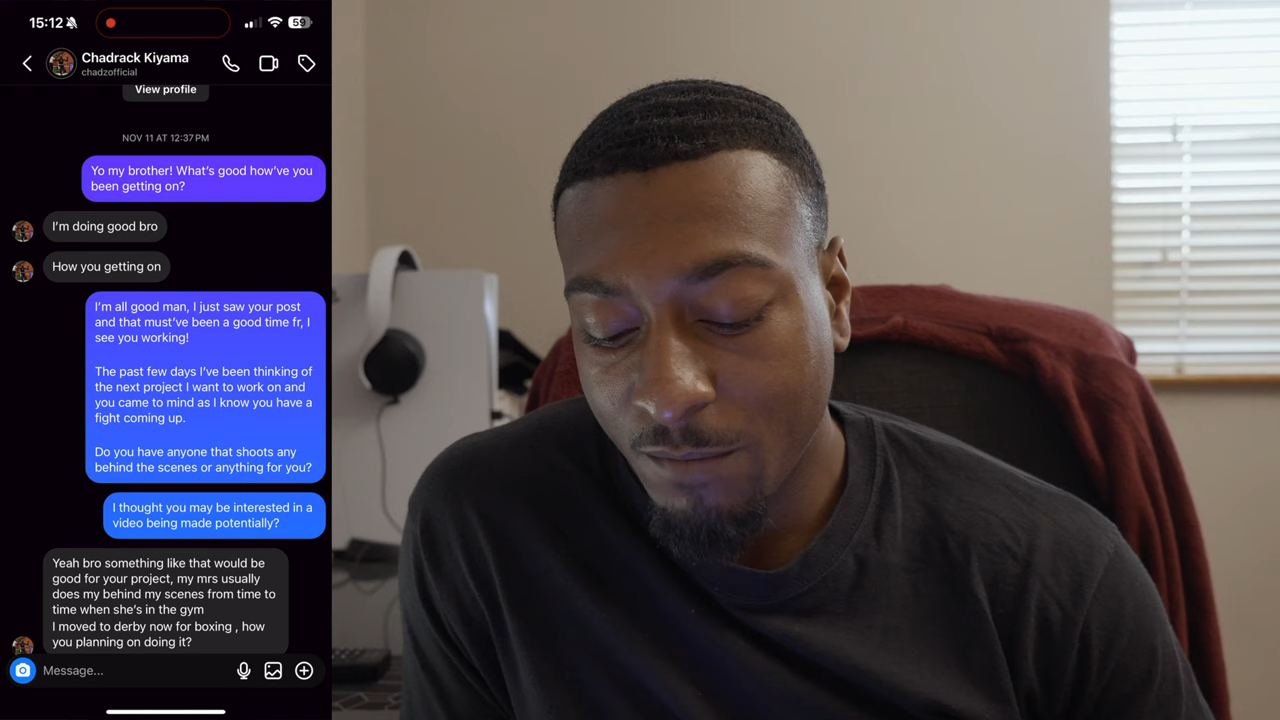 15:12
59
Chadrack Kiyama
chadzofficial
View profile
NOV 11 AT 12:37 PM
Yo my brother! What's good how've you
been getting on?
I'm doing good bro
How you getting on
I'm all good man, I just saw your post
and that must've been a good time fr, I
see you working!
The past few days I've been thinking of
the next project I want to work on and
you came to mind as I know you have a
fight coming up.
Do you have anyone that shoots any
behind the scenes or anything for you?
I thought you may be interested in a
video being made potentially?
Yeah bro something like that would be
good for your project, my mrs usually
does my behind my scenes from time to
time when she's in the gym
I moved to derby now for boxing , how
you planning on doing it?
Message...